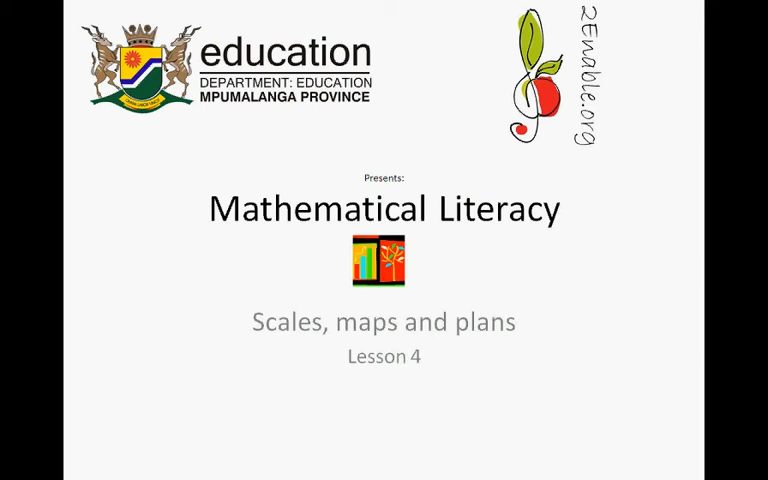 education
DEPARTMENT: EDUCATION
MPUMALANGA PROVINCE
2Enable.org
Presents:
Mathematical Literacy
Scales, maps and plans
Lesson 4